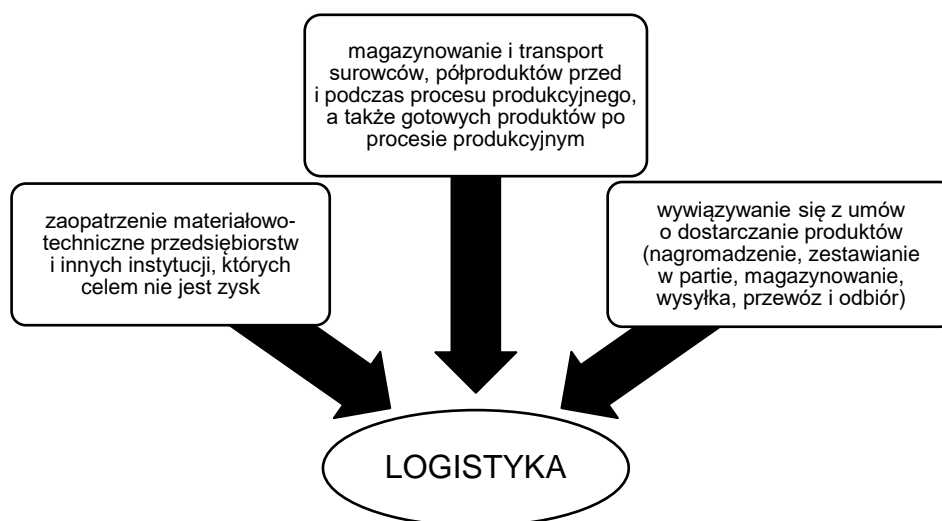 magazynowanie i transport
surowców, półproduktów przed
i podczas procesu produkcyjnego,
a także gotowych produktów po
procesie produkcyjnym
zaopatrzenie materiałowo-
techniczne przedsiębiorstw
i innych instytucji, których
celem nie jest zysk
wywiązywanie się z umów
o dostarczanie produktów
(nagromadzenie, zestawianie
w partie, magazynowanie,
wysyłka, przewóz i odbiór)
LOGISTYKA